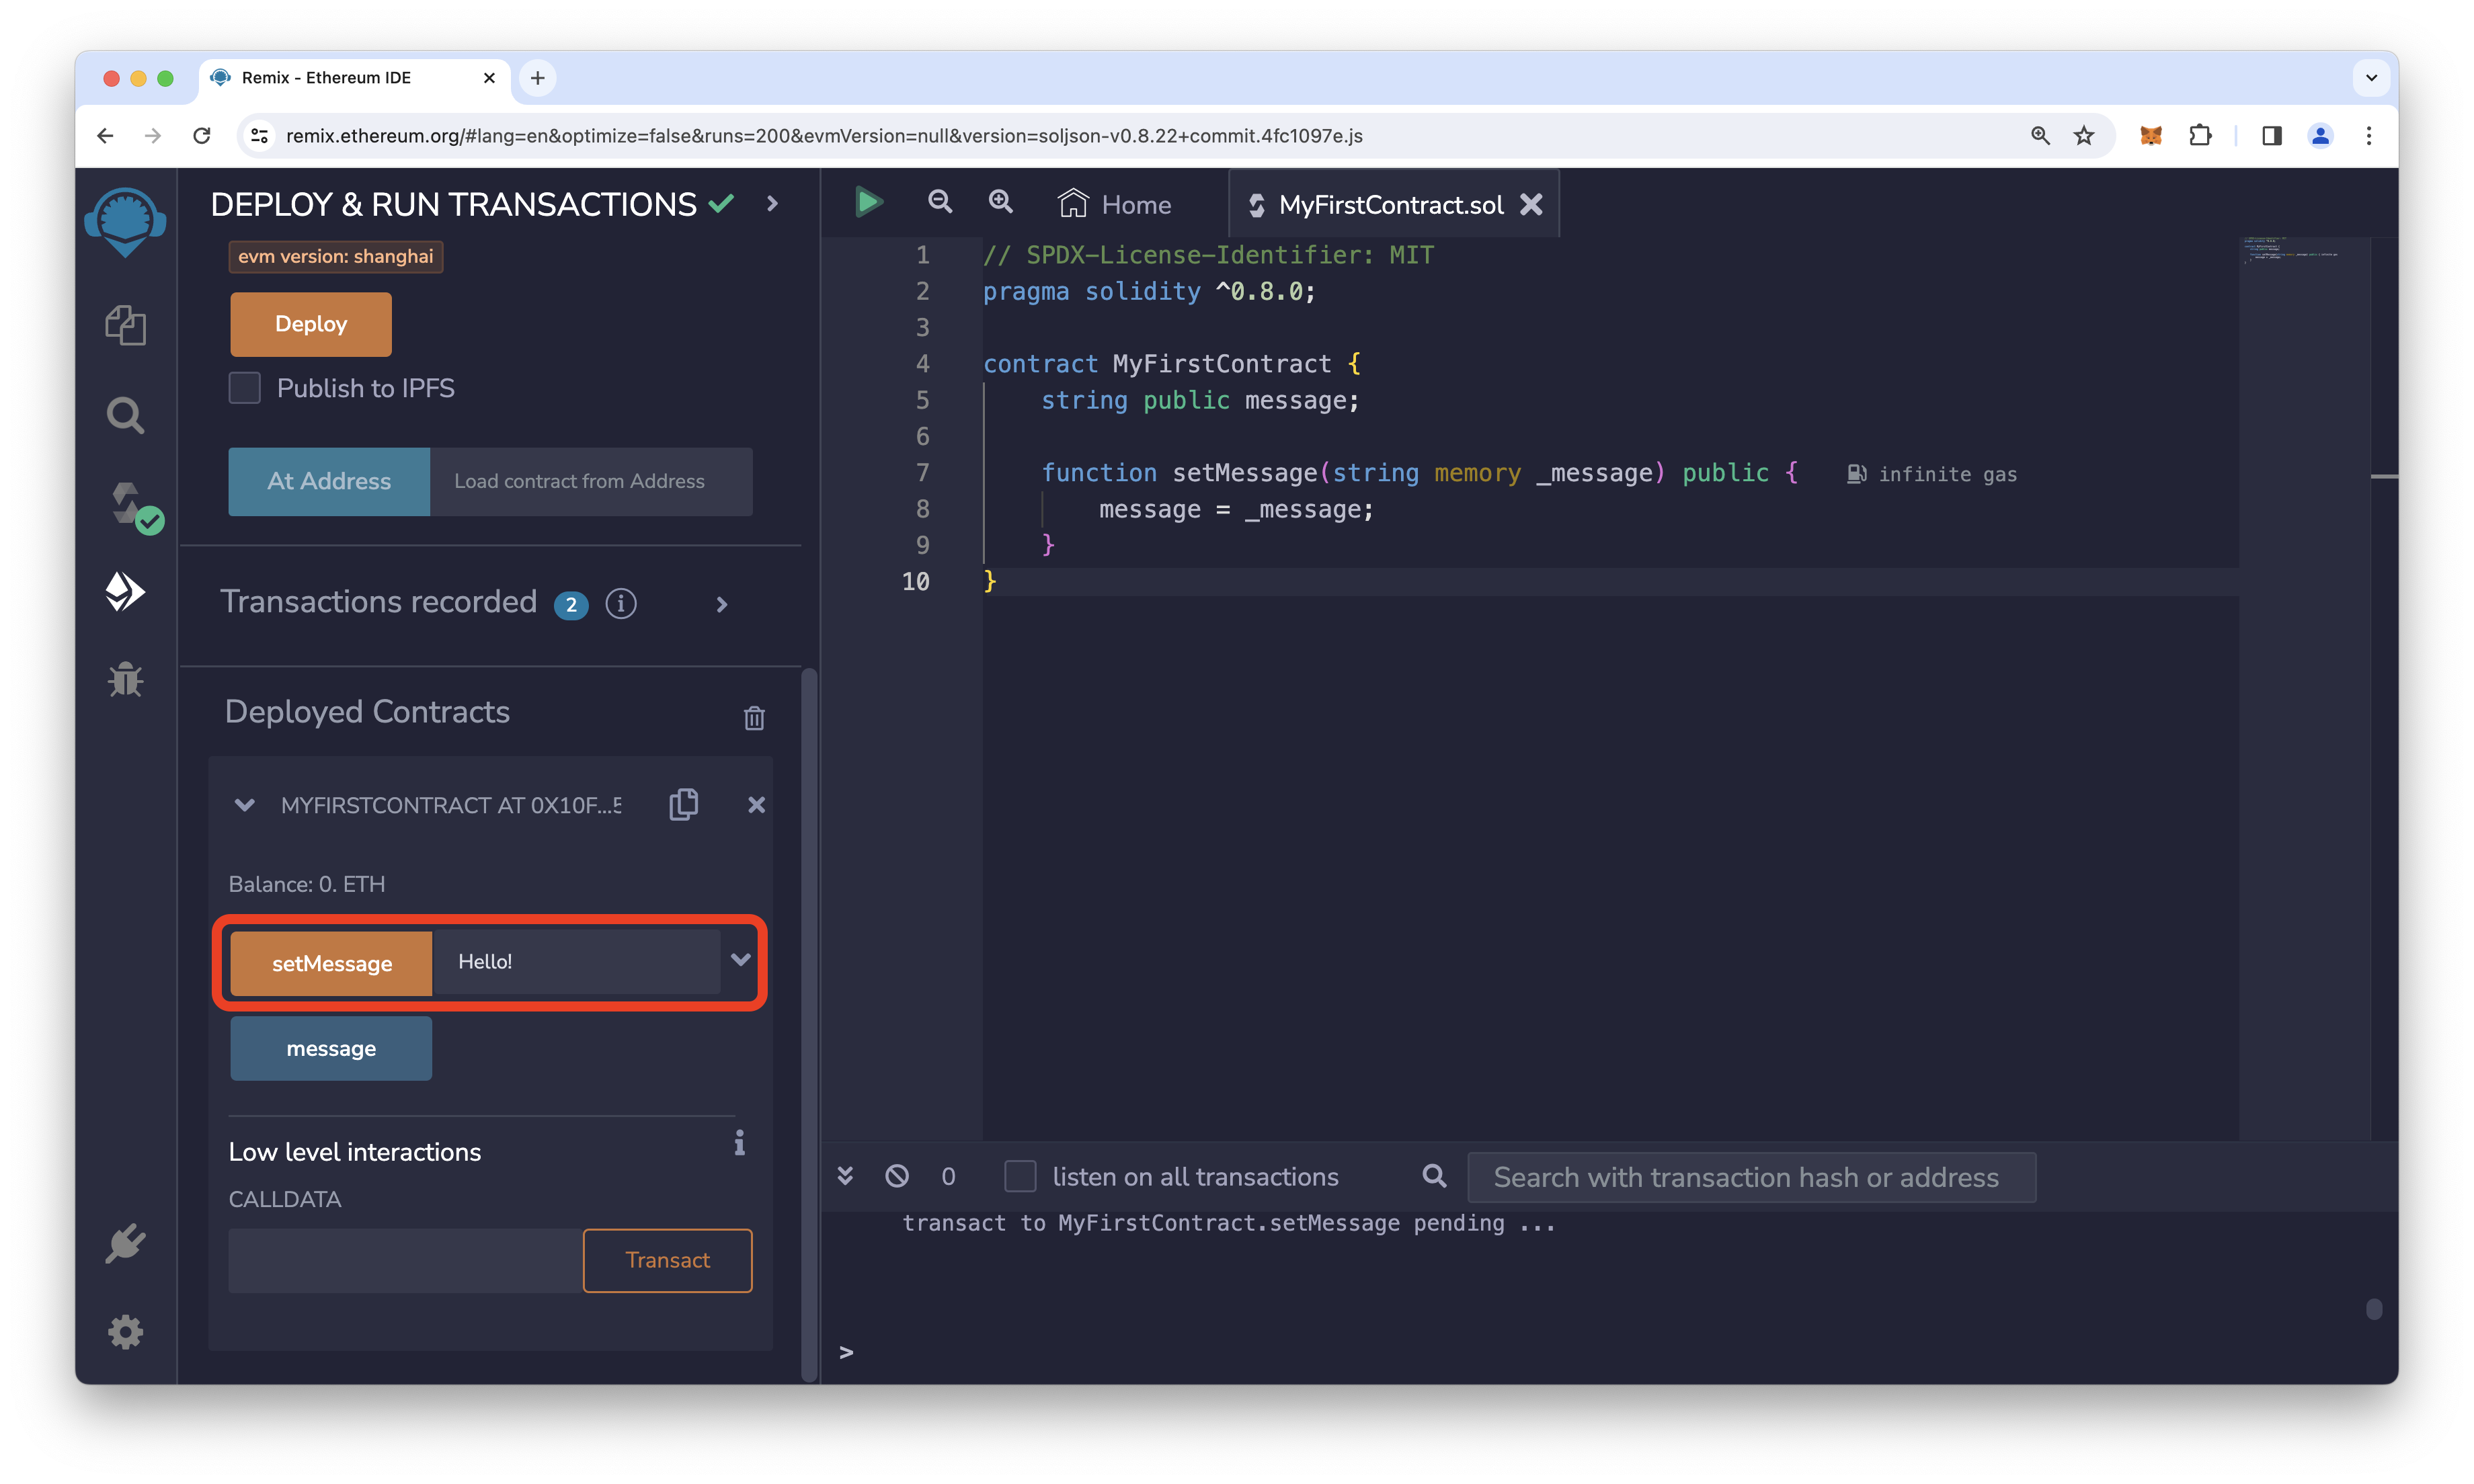 Remix - Ethereum IDE
remix.ethereum.org/#lang=en&optimize=false&runs=200&evmVersion=null&version=soljson-v0.8.22+commit.4fc1097e.js
DEPLOY & RUN TRANSACTIONS
evm version: shanghai
Deploy
Publish to IPFS
At Address
Load contract from Address
Transactions recorded 2
Deployed Contracts
MYFIRSTCONTRACT AT 0X10F...5
Balance: 0. ETH
setMessage
Hello!
message
Low level interactions
CALLDATA
Transact
Home
MyFirstContract.sol
1 // SPDX-License-Identifier: MIT
2 pragma solidity ^0.8.0;
3
4 contract MyFirstContract {
5 string public message;
6
7 function setMessage(string memory _message) public { infinite gas
8 message = _message;
9 }
10 }
0
listen on all transactions
Search with transaction hash or address
transact to MyFirstContract.setMessage pending ...
>